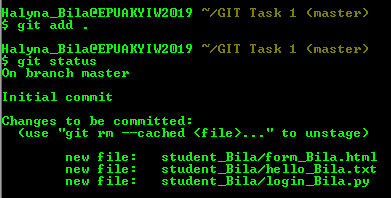 Halyna_Bila@EPUAKYIW2019 ~/GIT Task 1 (master)
$ git add .
Halyna_Bila@EPUAKYIW2019 ~/GIT Task 1 (master)
$ git status
On branch master
Initial commit
Changes to be committed:
  (use "git rm --cached <file>..." to unstage)
        new file:   student_Bila/form_Bila.html
        new file:   student_Bila/hello_Bila.txt
        new file:   student_Bila/login_Bila.py